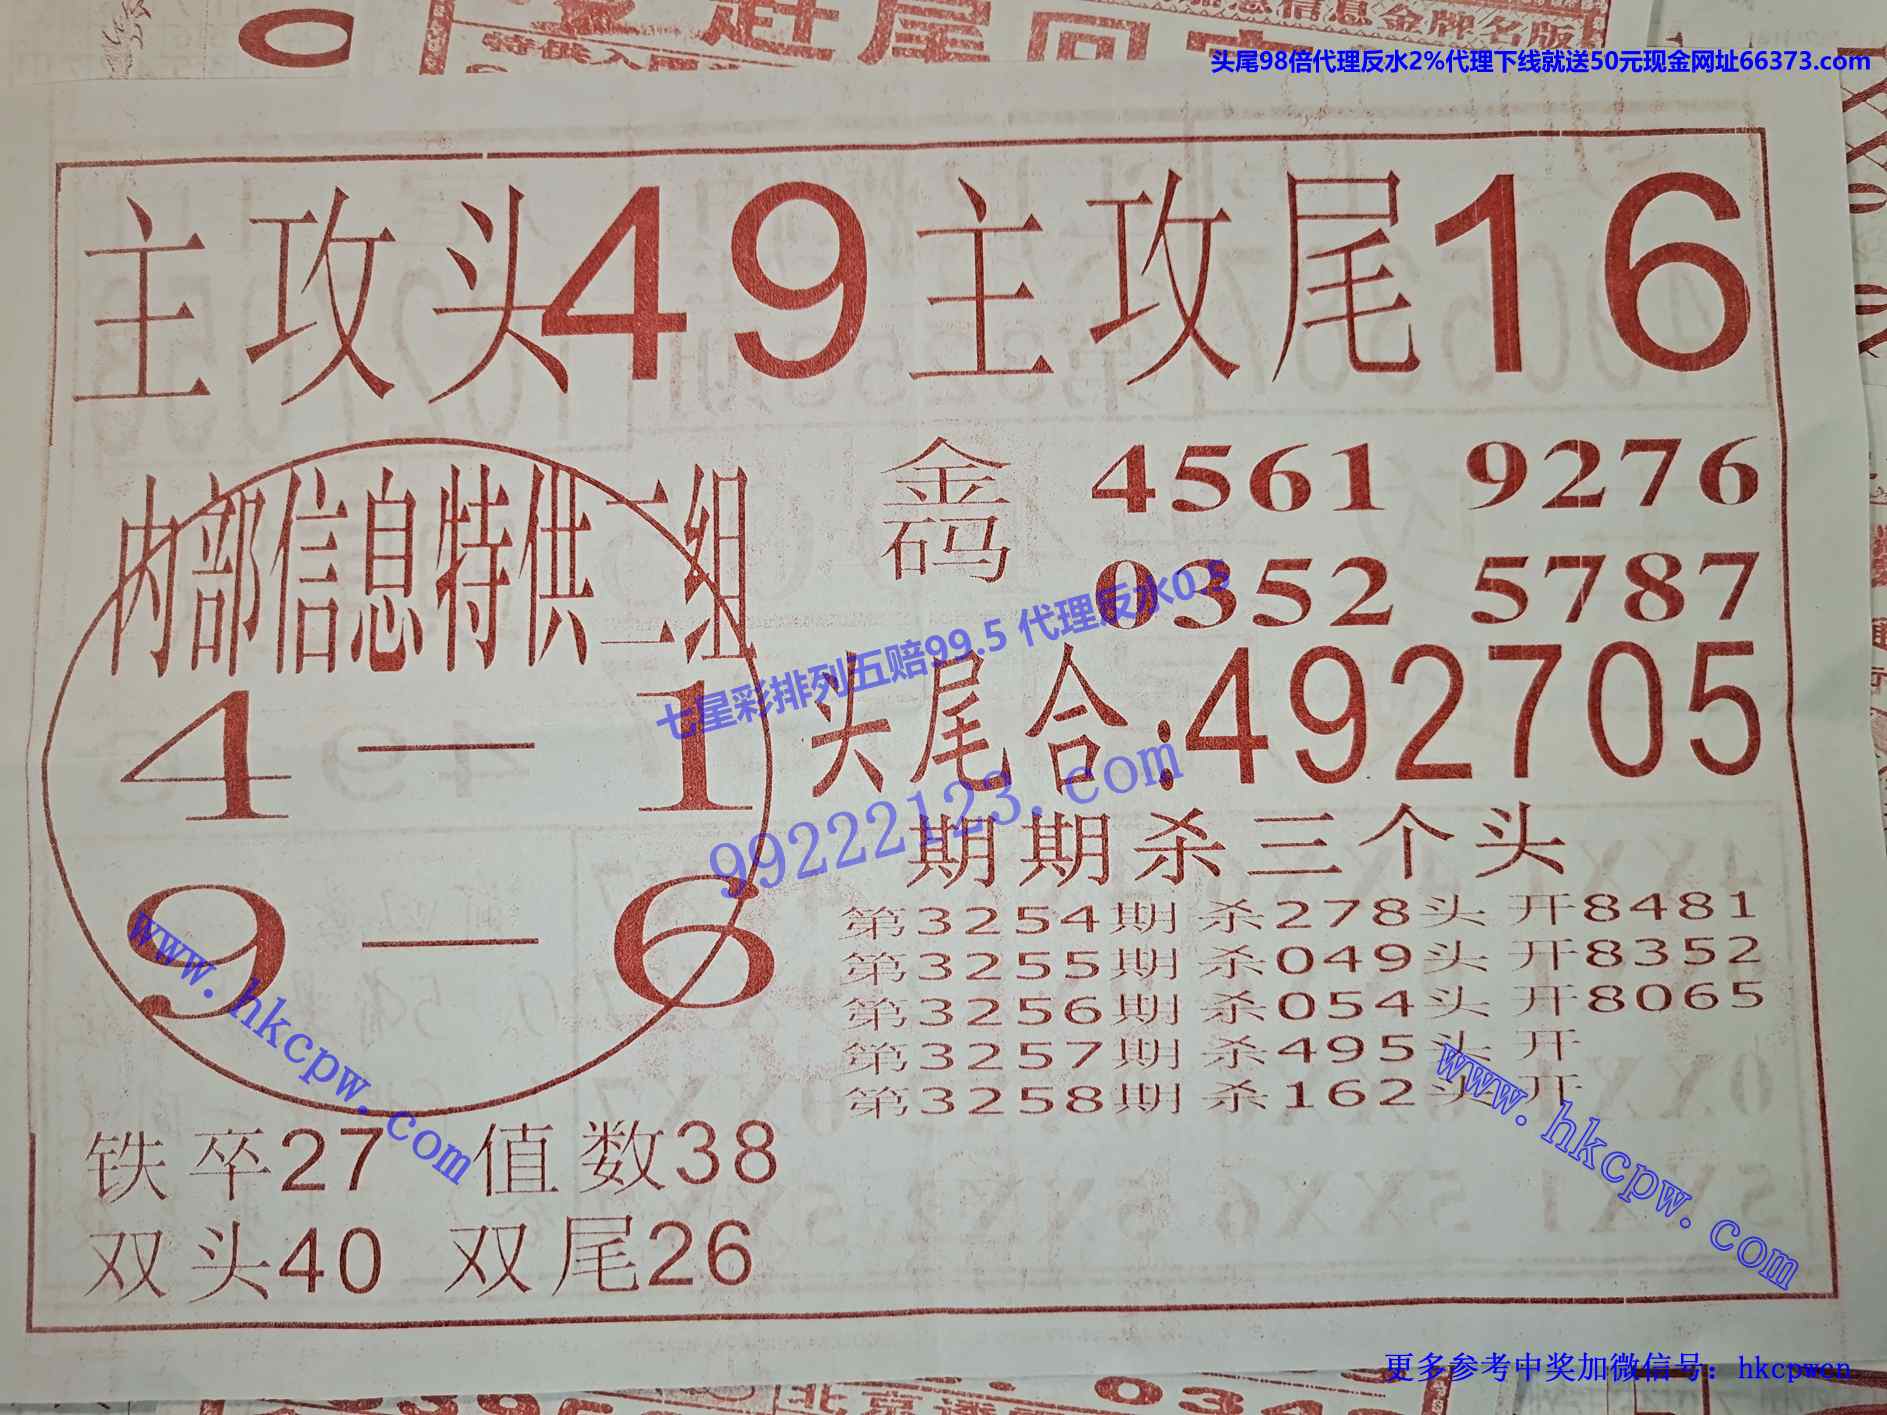 特供
信息金牌名版
头尾98倍代理反水2%代理下线就送50元现金网址66373.com
主攻头49 主攻尾16
内部信息特供二组
4—1
9—6
金码 4561 9276
0352 5787
七星彩排列五赔99.5 代理反水0.5
头尾合:492705
99222123.com
期期杀三个头
第3254期 杀278头 开8481
第3255期 杀049头 开8352
第3256期 杀054头 开8065
第3257期 杀495头 开
第3258期 杀162头 开
www.hkcpw.com
www.hkcpw.com
铁卒27 值数38
双头40 双尾26
更多参考中奖加微信号：hkcpwcn